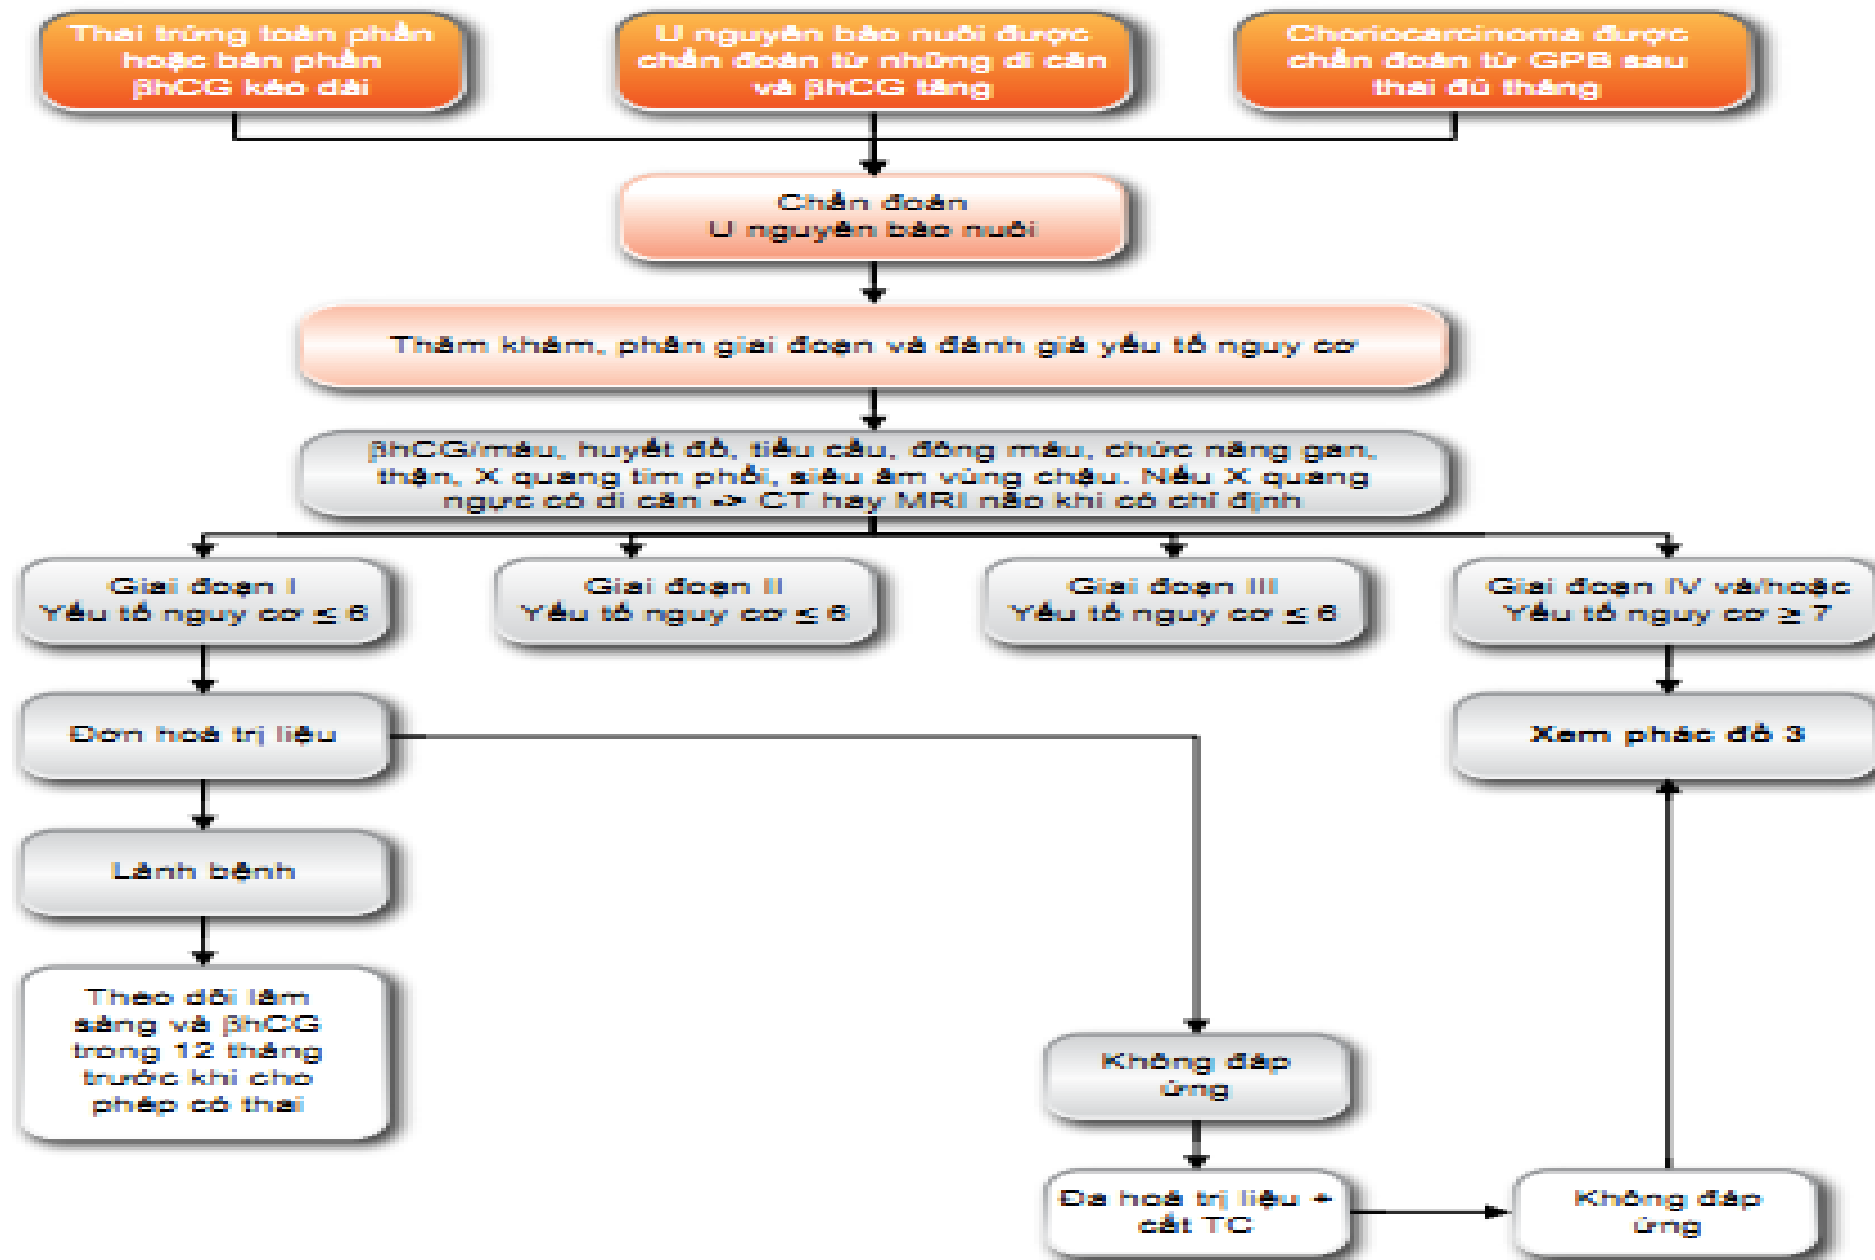 Thai trứng toàn phần
hoặc bán phần
βhCG kéo dài
U nguyên bào nuôi được
chẩn đoán từ những di căn
và βhCG tăng
Choriocarcinoma được
chẩn đoán từ GPB sau
thai đủ tháng
Chẩn đoán
U nguyên bào nuôi
Thăm khám, phân giai đoạn và đánh giá yếu tố nguy cơ
βhCG/máu, huyết đồ, tiểu cầu, đông máu, chức năng gan,
thận, X quang tim phổi, siêu âm vùng chậu. Nếu X quang
ngực có di căn -> CT hay MRI não khi có chỉ định
Giai đoạn I
Yếu tố nguy cơ ≤ 6
Giai đoạn II
Yếu tố nguy cơ ≤ 6
Giai đoạn III
Yếu tố nguy cơ ≤ 6
Giai đoạn IV và/hoặc
Yếu tố nguy cơ ≥ 7
Đơn hoá trị liệu
Xem phác đồ 3
Lành bệnh
Theo dõi lâm
sàng và βhCG
trong 12 tháng
trước khi cho
phép có thai
Không đáp
ứng
Đa hoá trị liệu +
cắt TC
Không đáp
ứng